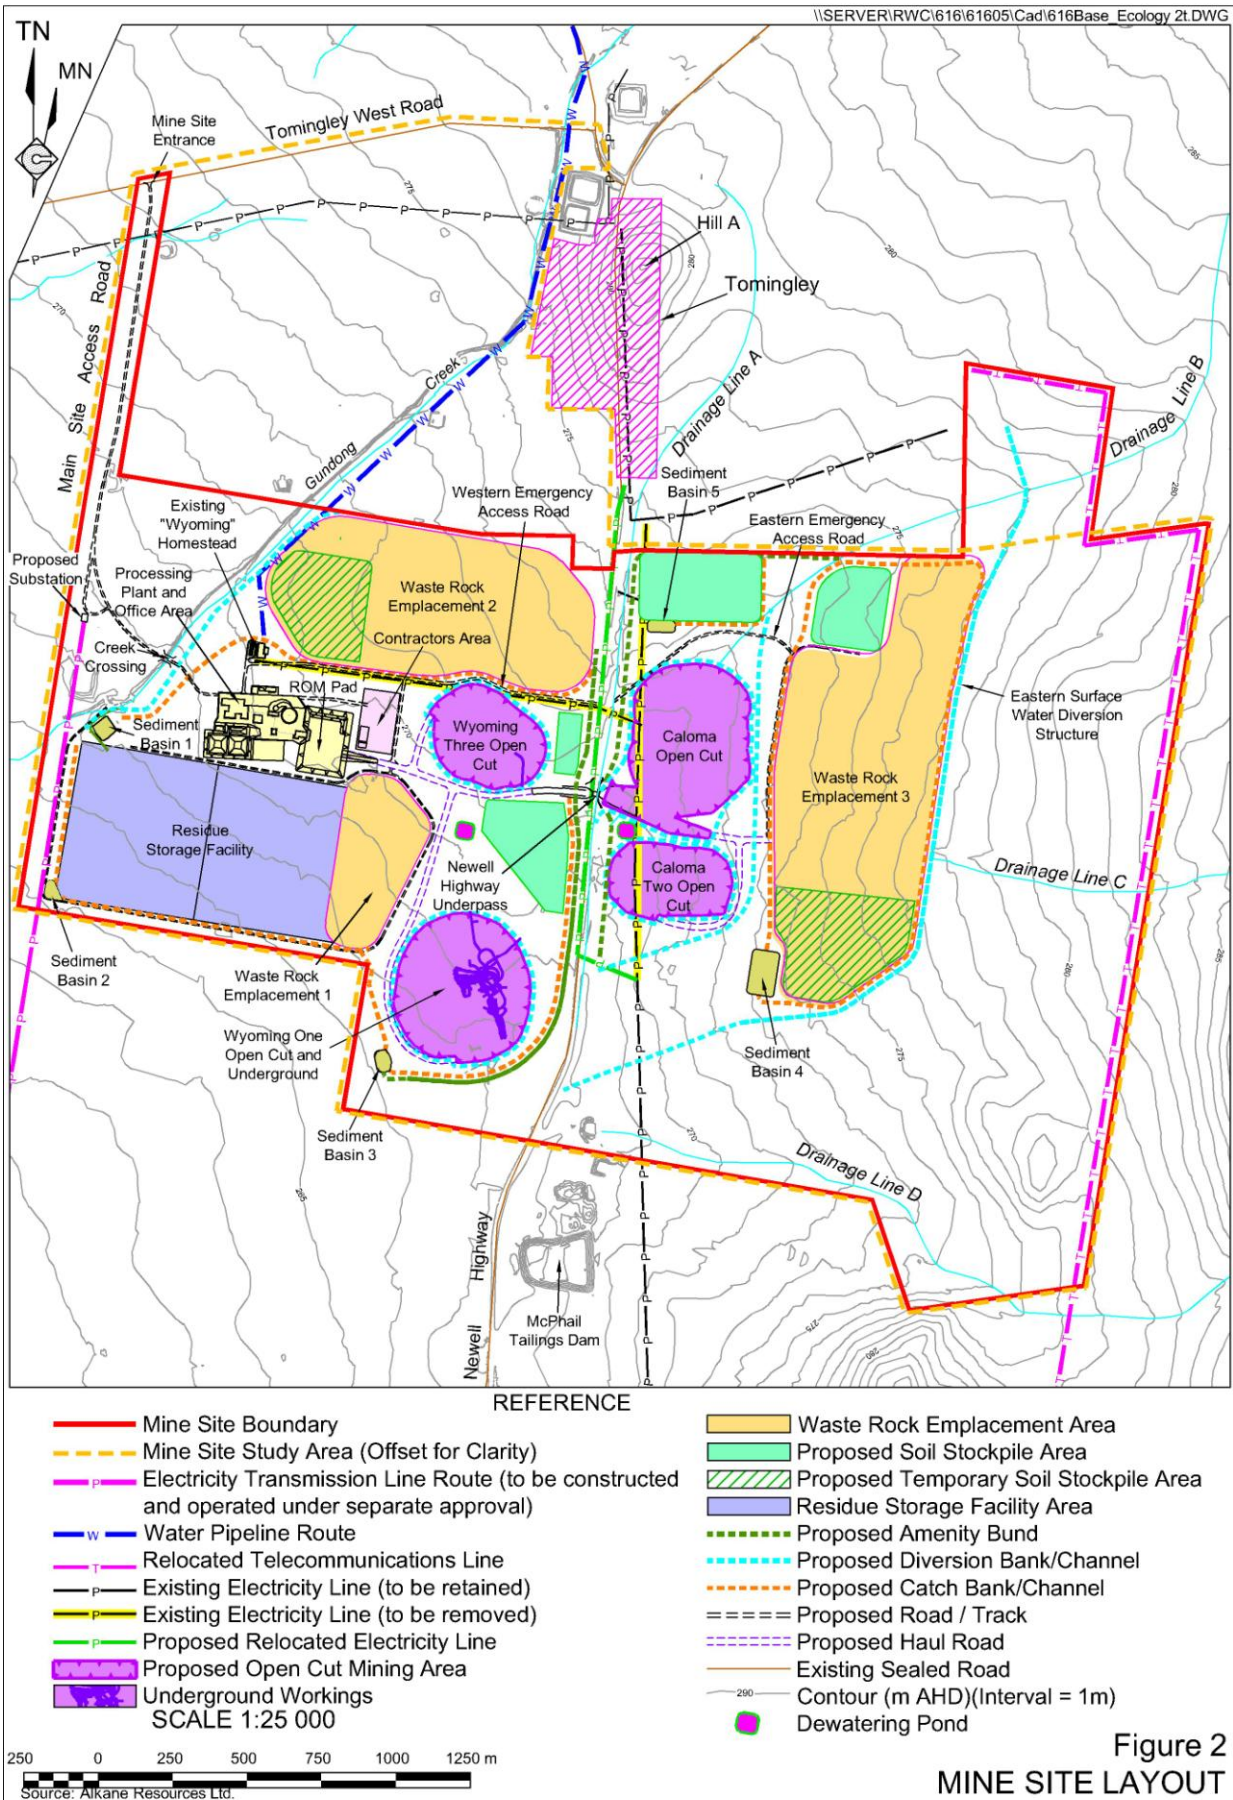 \\SERVER\RWC\616\61605\Cad\616Base_Ecology 2t.DWG
TN
MN
Mine Site
Entrance
Tomingley West Road
Hill A
Tomingley
Main Site Access Road
Gundong Creek
Drainage Line A
Drainage Line B
Sediment
Basin 5
Western Emergency
Access Road
Existing
"Wyoming"
Homestead
Eastern Emergency
Access Road
Proposed
Substation
Processing
Plant and
Office Area
Waste Rock
Emplacement 2
Contractors Area
Creek
Crossing
ROM Pad
Sediment
Basin 1
Wyoming
Three Open
Cut
Caloma
Open Cut
Eastern Surface
Water Diversion
Structure
Waste Rock
Emplacement 3
Residue
Storage Facility
Newell
Highway
Underpass
Caloma
Two Open
Cut
Drainage Line C
Sediment
Basin 2
Waste Rock
Emplacement 1
Wyoming One
Open Cut and
Underground
Sediment
Basin 4
Sediment
Basin 3
Drainage Line D
Newell Highway
McPhail
Tailings Dam
REFERENCE
Mine Site Boundary
Mine Site Study Area (Offset for Clarity)
P
Electricity Transmission Line Route (to be constructed
and operated under separate approval)
W
Water Pipeline Route
T
Relocated Telecommunications Line
P
Existing Electricity Line (to be retained)
P
Existing Electricity Line (to be removed)
P
Proposed Relocated Electricity Line
Proposed Open Cut Mining Area
Underground Workings
SCALE 1:25 000
Waste Rock Emplacement Area
Proposed Soil Stockpile Area
Proposed Temporary Soil Stockpile Area
Residue Storage Facility Area
Proposed Amenity Bund
Proposed Diversion Bank/Channel
Proposed Catch Bank/Channel
Proposed Road / Track
Proposed Haul Road
Existing Sealed Road
290
Contour (m AHD)(Interval = 1m)
Dewatering Pond
250 0 250 500 750 1000 1250 m
Source: Alkane Resources Ltd.
Figure 2
MINE SITE LAYOUT